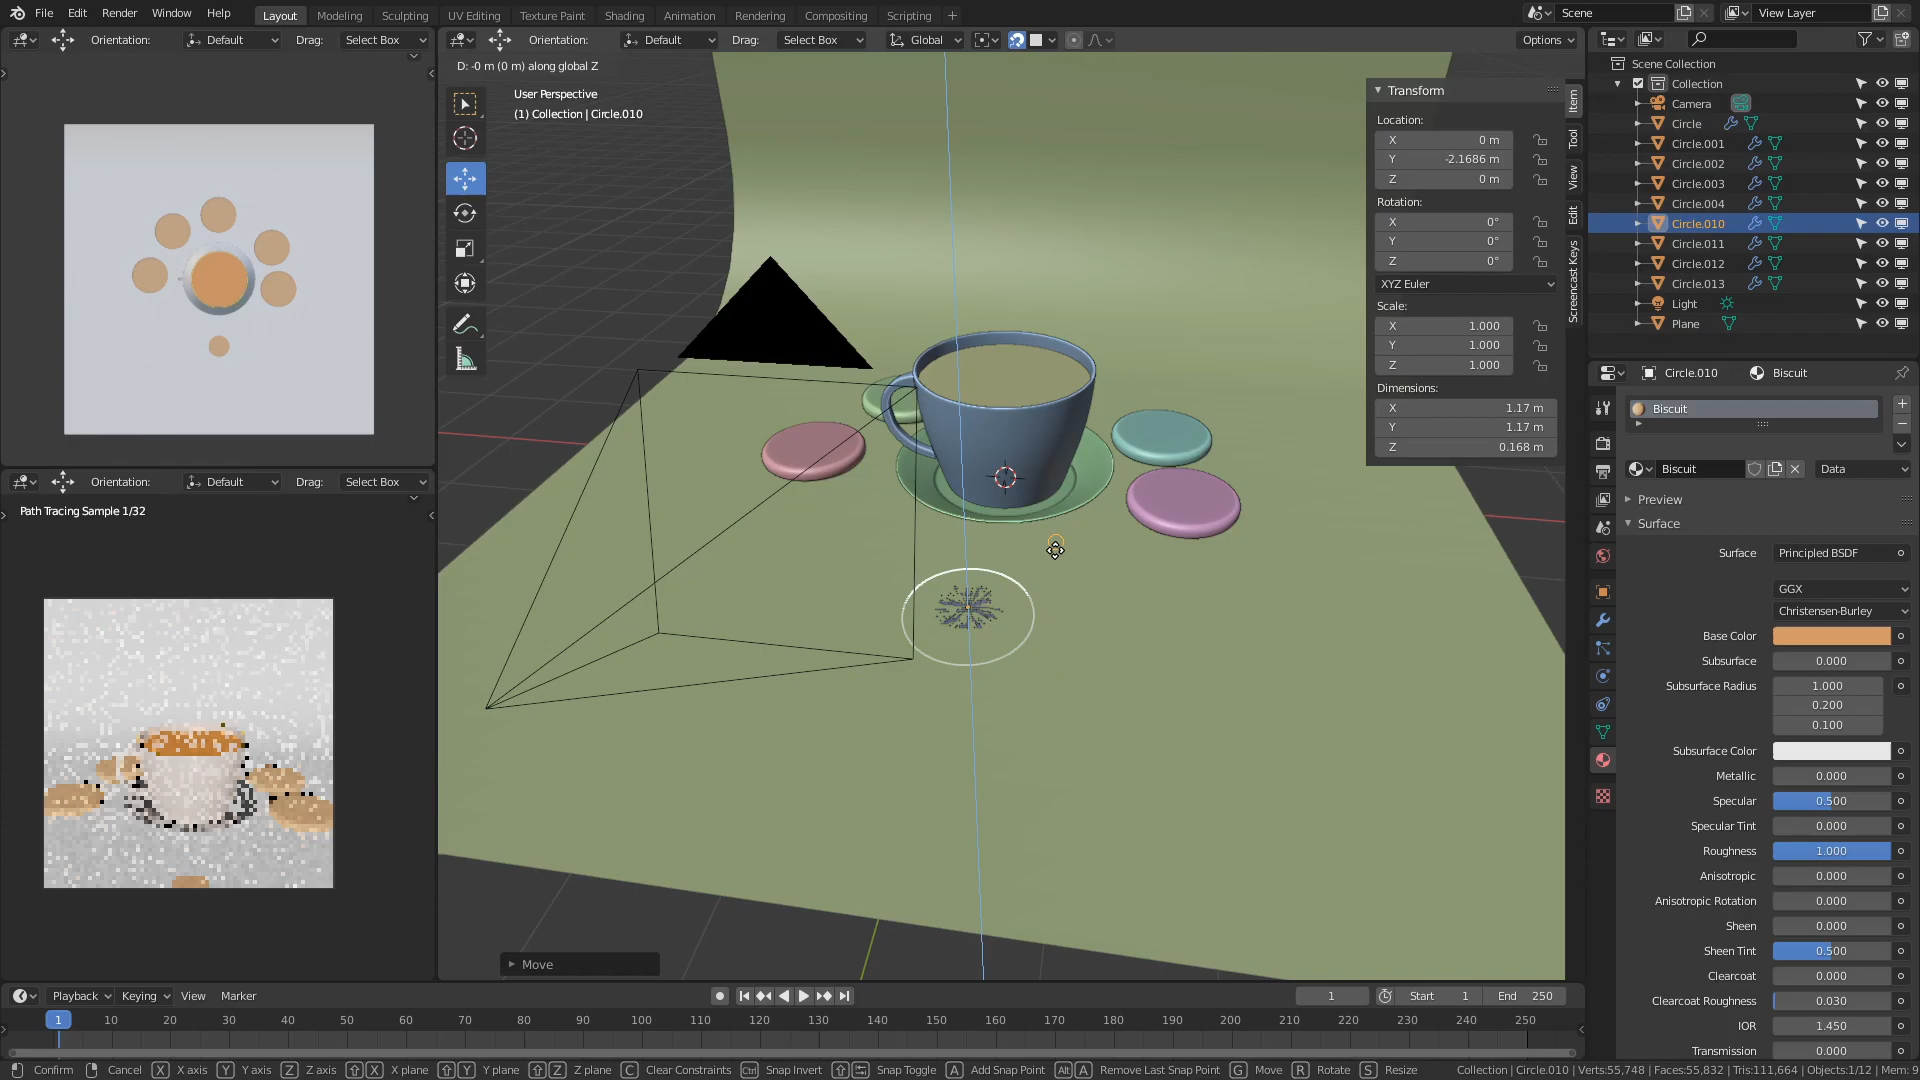 File Edit Render Window Help Layout Modeling Sculpting UV Editing Texture Paint Shading Animation Rendering Compositing Scripting + Scene View Layer
Orientation: Default Drag: Select Box
Orientation: Default Drag: Select Box Global Options
D: -0 m (0 m) along global Z
User Perspective
(1) Collection | Circle.010
Orientation: Default Drag: Select Box
Path Tracing Sample 1/32
Transform
Location:
X 0 m
Y -2.1686 m
Z 0 m
Rotation:
X 0°
Y 0°
Z 0°
XYZ Euler
Scale:
X 1.000
Y 1.000
Z 1.000
Dimensions:
X 1.17 m
Y 1.17 m
Z 0.168 m
Item
Tool
View
Edit
Screencast Keys
Scene Collection
Collection
Camera
Circle
Circle.001
Circle.002
Circle.003
Circle.004
Circle.010
Circle.011
Circle.012
Circle.013
Light
Plane
Circle.010 Biscuit
Biscuit
Biscuit Data
Preview
Surface
Surface Principled BSDF
GGX
Christensen-Burley
Base Color
Subsurface 0.000
Subsurface Radius 1.000
0.200
0.100
Subsurface Color
Metallic 0.000
Specular 0.500
Specular Tint 0.000
Roughness 1.000
Anisotropic 0.000
Anisotropic Rotation 0.000
Sheen 0.000
Sheen Tint 0.500
Clearcoat 0.000
Clearcoat Roughness 0.030
IOR 1.450
Transmission 0.000
Move
Playback Keying View Marker 1 Start 1 End 250
1 10 20 30 40 50 60 70 80 90 100 110 120 130 140 150 160 170 180 190 200 210 220 230 240 250
Confirm Cancel X X axis Y Y axis Z Z axis X X plane Y Y plane Z Z plane C Clear Constraints Ctrl Snap Invert Snap Toggle A Add Snap Point Alt A Remove Last Snap Point G Move R Rotate S Resize Collection | Circle.010 | Verts:55,748 | Faces:55,832 | Tris:111,664 | Objects:1/12 | Mem: 9